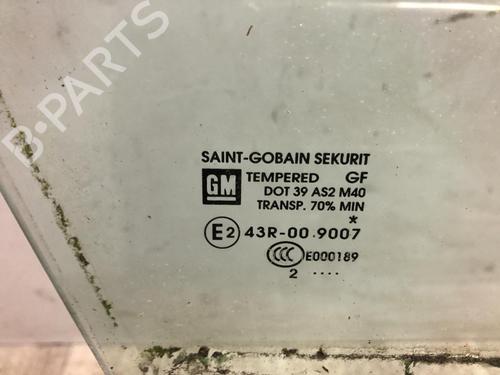 B-PARTS
SAINT-GOBAIN SEKURIT
GM TEMPERED GF
DOT 39 AS2 M40
TRANSP. 70% MIN
*
E2 43R-00.9007
CCC E000189
2 ....